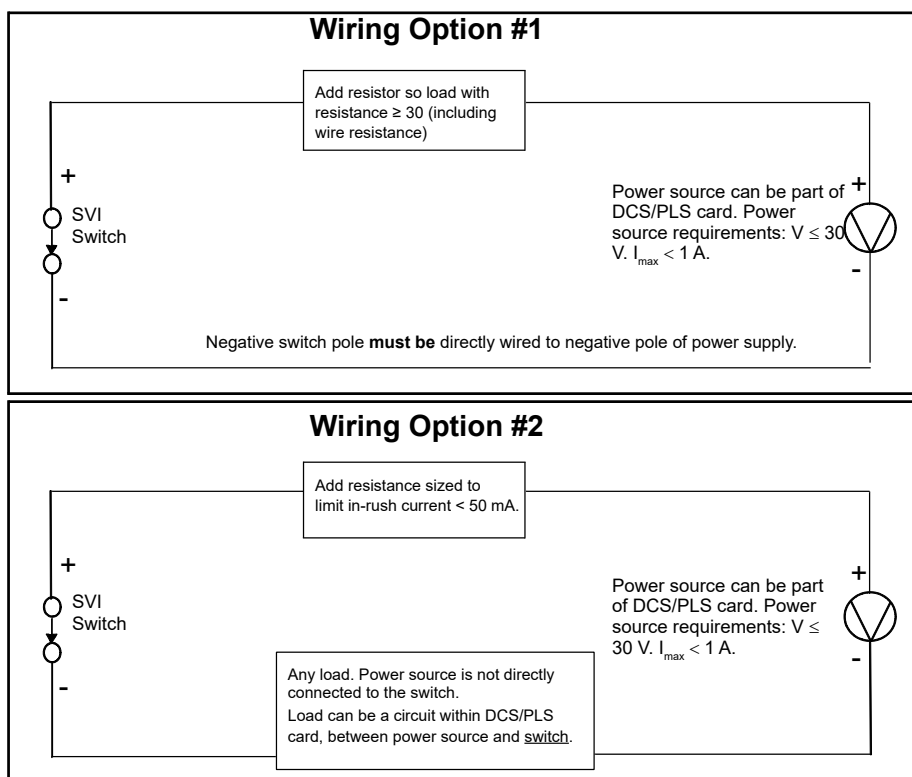 Wiring Option #1
Add resistor so load with
resistance ≥ 30 (including
wire resistance)
+
SVI
Switch
-
Power source can be part of
DCS/PLS card. Power
source requirements: V ≤ 30
V. Imax < 1 A.
+
-
Negative switch pole must be directly wired to negative pole of power supply.
Wiring Option #2
Add resistance sized to
limit in-rush current < 50 mA.
+
SVI
Switch
-
Power source can be part
of DCS/PLS card. Power
source requirements: V ≤
30 V. Imax < 1 A.
+
-
Any load. Power source is not directly
connected to the switch.
Load can be a circuit within DCS/PLS
card, between power source and switch.